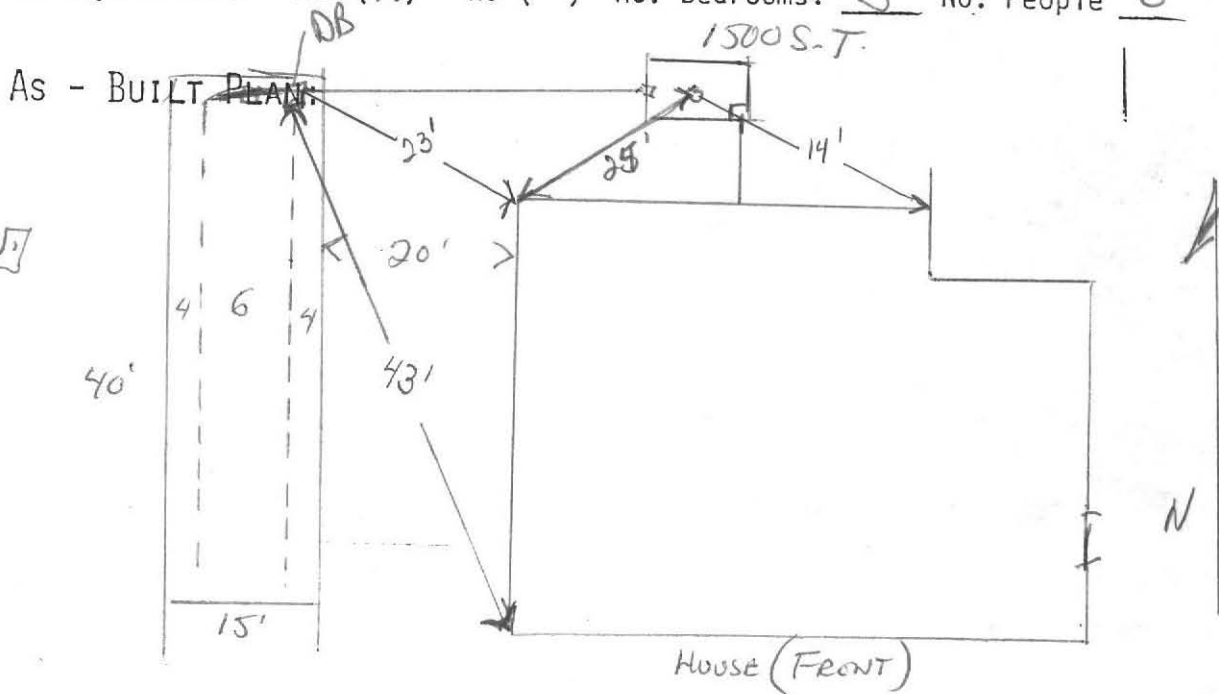 No. Bedrooms: No. People
DB
1500 S.T.
As - BUILT PLAN:
23'
14'
20'
4 6 4
40'
43'
N
15'
HOUSE (FRONT)